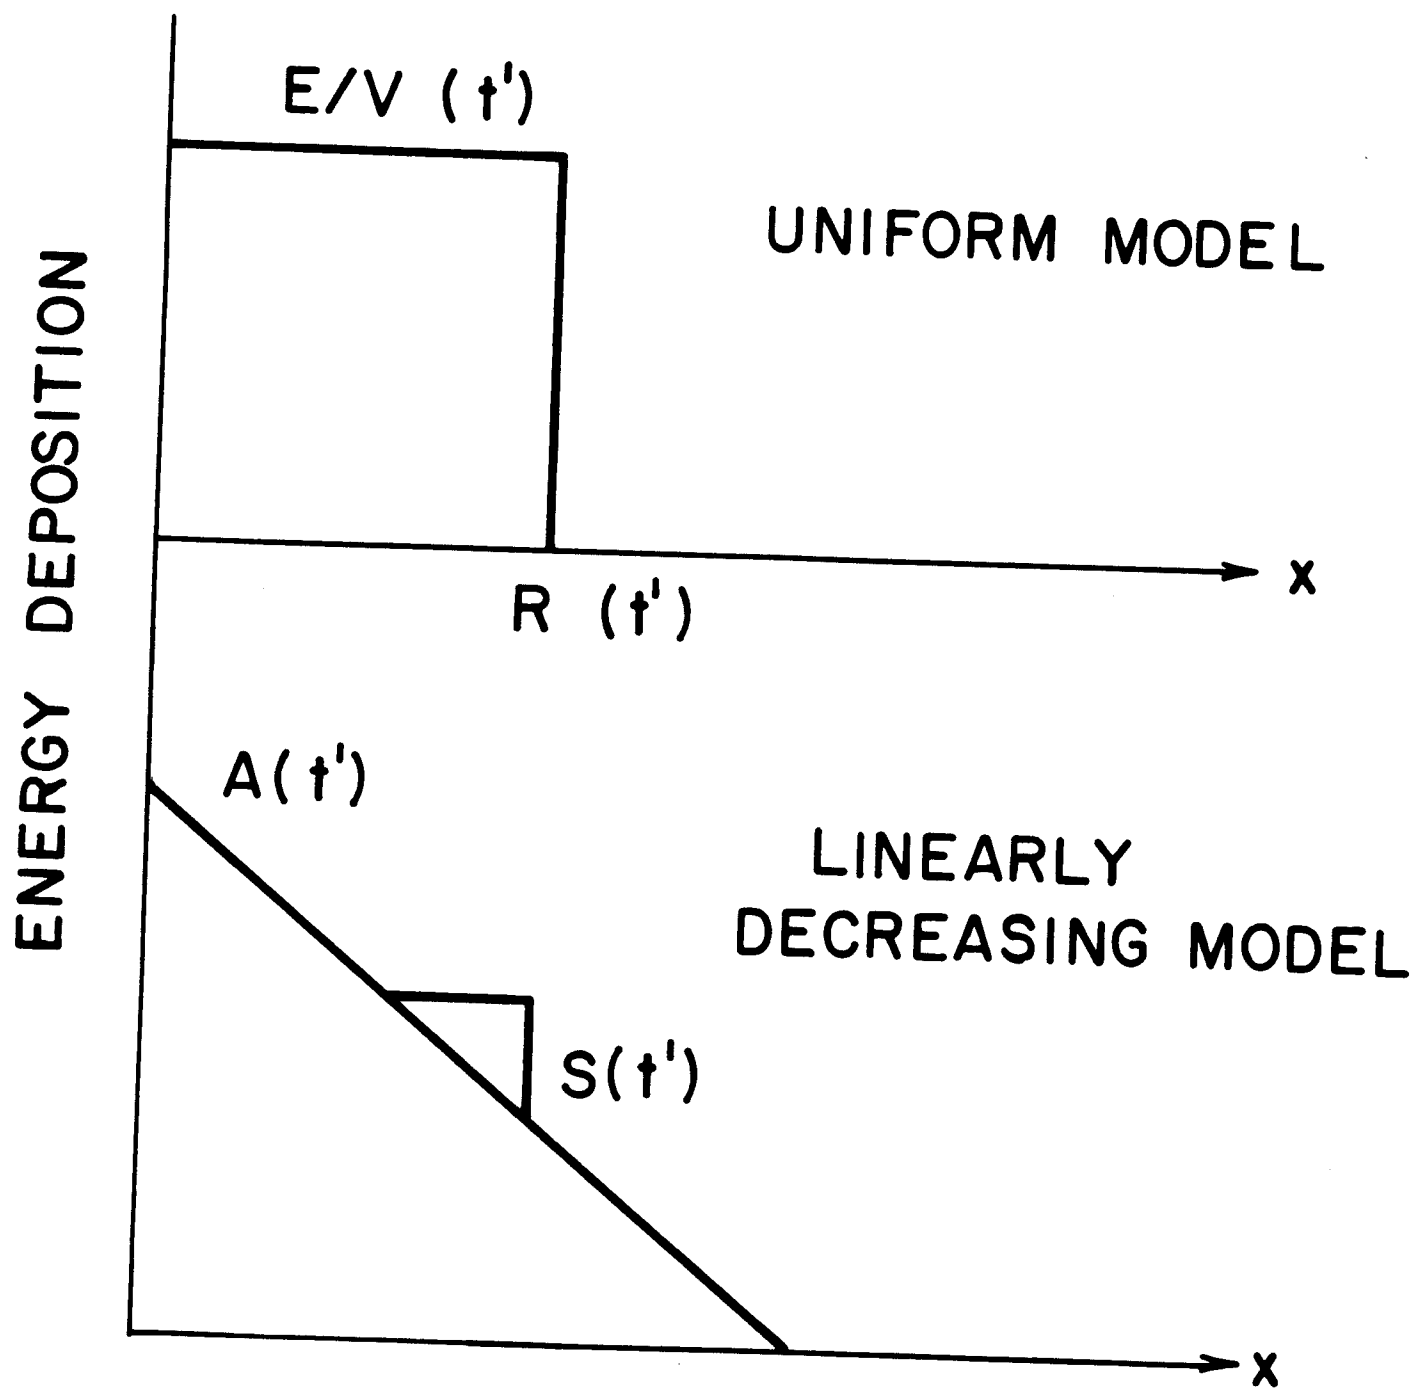 E/V (t')
UNIFORM MODEL
ENERGY DEPOSITION
x
R (t')
A(t')
LINEARLY
DECREASING MODEL
S(t')
x